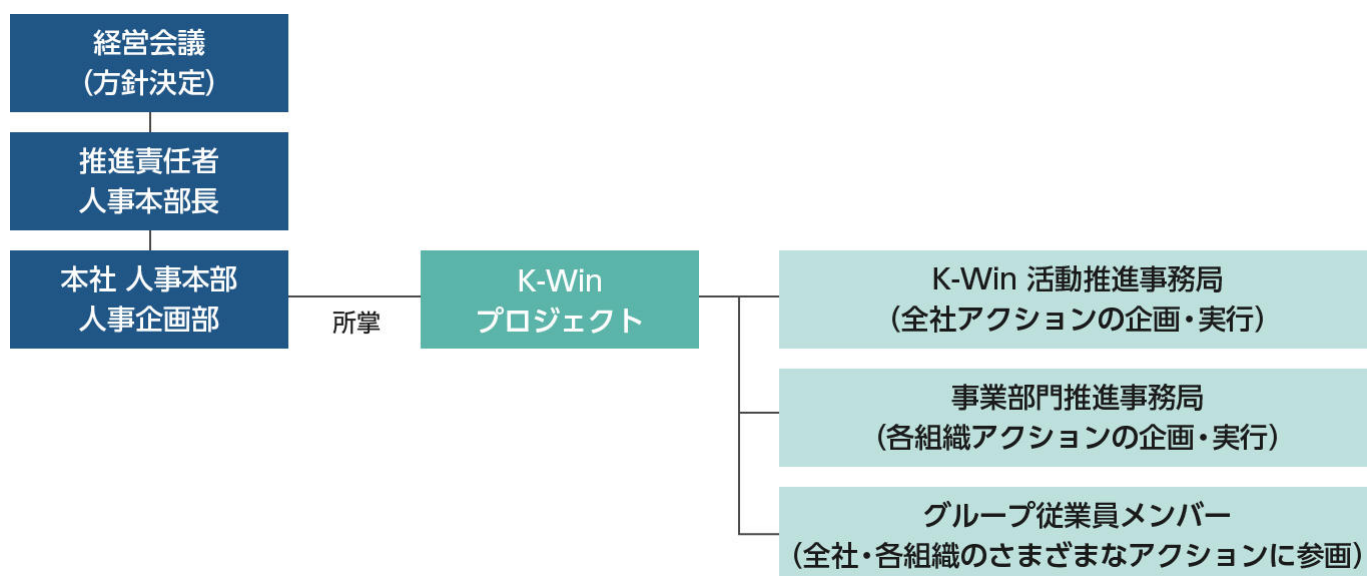 経営会議
(方針決定)
推進責任者
人事本部長
本社 人事本部
人事企画部
所掌
K-Win
プロジェクト
K-Win 活動推進事務局
(全社アクションの企画・実行)
事業部門推進事務局
(各組織アクションの企画・実行)
グループ従業員メンバー
(全社・各組織のさまざまなアクションに参画)